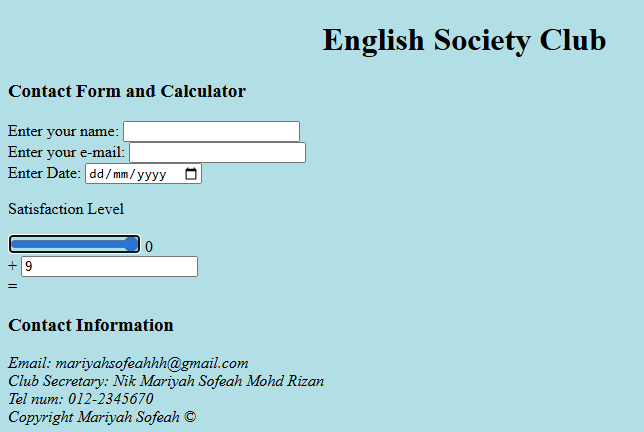 English Society Club
Contact Form and Calculator
Enter your name:
Enter your e-mail:
Enter Date: dd/mm/yyyy
Satisfaction Level
0
+ 9
=
Contact Information
Email: mariyahsofeahhh@gmail.com
Club Secretary: Nik Mariyah Sofeah Mohd Rizan
Tel num: 012-2345670
Copyright Mariyah Sofeah ©